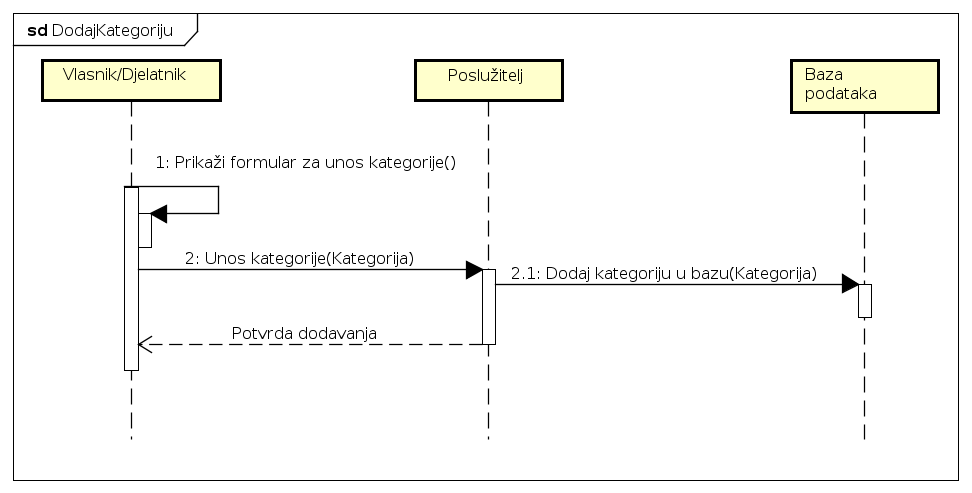 sd DodajKategoriju
Vlasnik/Djelatnik
Poslužitelj
Baza
podataka
1: Prikaži formular za unos kategorije()
2: Unos kategorije(Kategorija)
2.1: Dodaj kategoriju u bazu(Kategorija)
Potvrda dodavanja